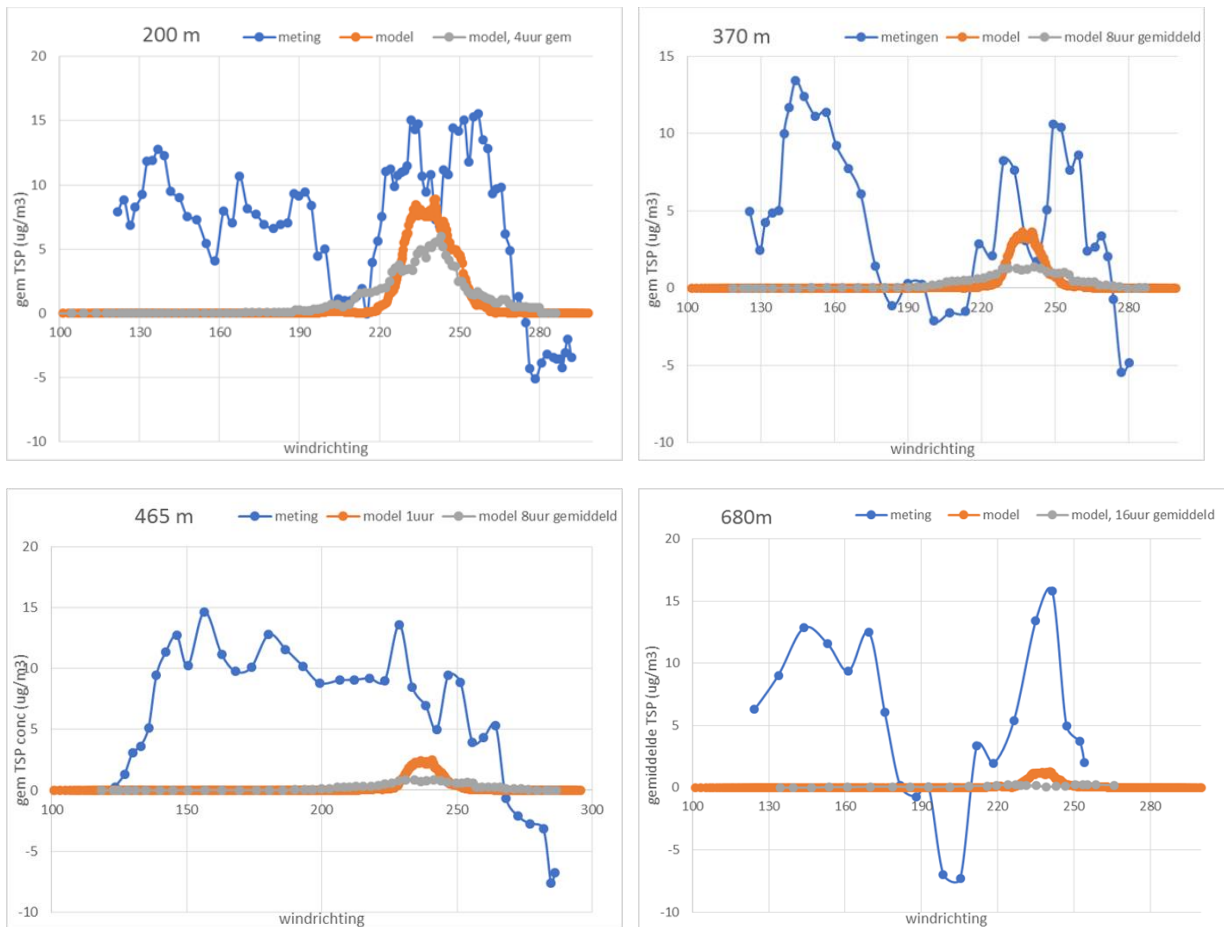 200 m
meting
model
model, 4uur gem
20
15
10
5
0
-5
-10
100
130
160
190
220
250
280
gem TSP (ug/m3)
windrichting
370 m
metingen
model
model 8uur gemiddeld
15
10
5
0
-5
-10
100
130
160
190
220
250
280
gem TSP (ug/m3)
windrichting
465 m
meting
model 1uur
model 8uur gemiddeld
20
15
10
5
0
-5
-10
100
150
200
250
300
gem TSP conc (ug/m3)
windrichting
680m
meting
model
model, 16uur gemiddeld
20
15
10
5
0
-5
-10
100
130
160
190
220
250
280
gemiddelde TSP (ug/m3)
windrichting